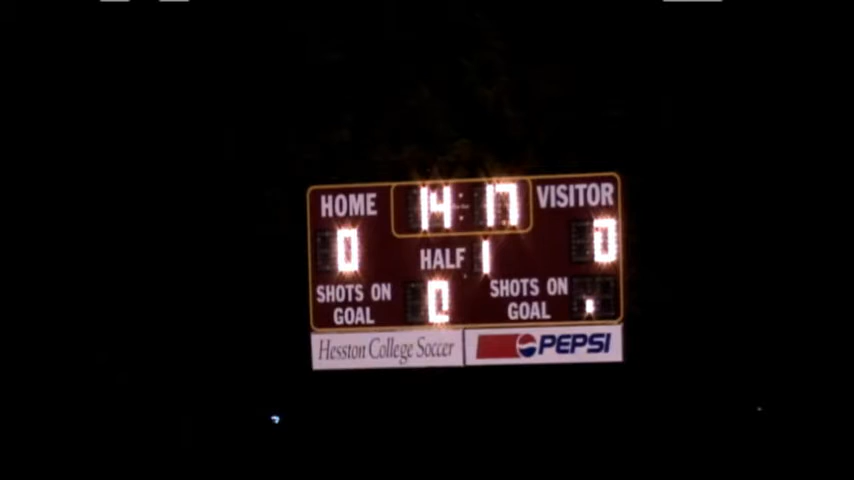 HOME 14:17 VISITOR
0 HALF 1 0
SHOTS ON GOAL 0 SHOTS ON GOAL
Hesston College Soccer PEPSI